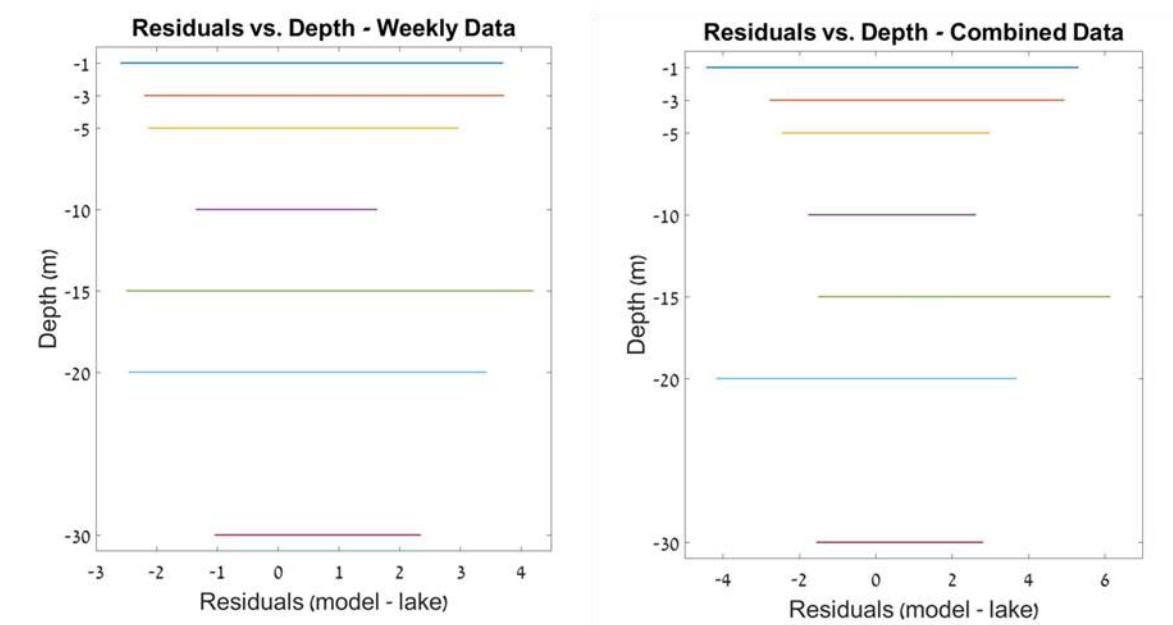 Residuals vs. Depth - Weekly Data
-1
-3
-5
-10
-15
-20
-30
Depth (m)
-3 -2 -1 0 1 2 3 4
Residuals (model - lake)
Residuals vs. Depth - Combined Data
-1
-3
-5
-10
-15
-20
-30
Depth (m)
-4 -2 0 2 4 6
Residuals (model - lake)